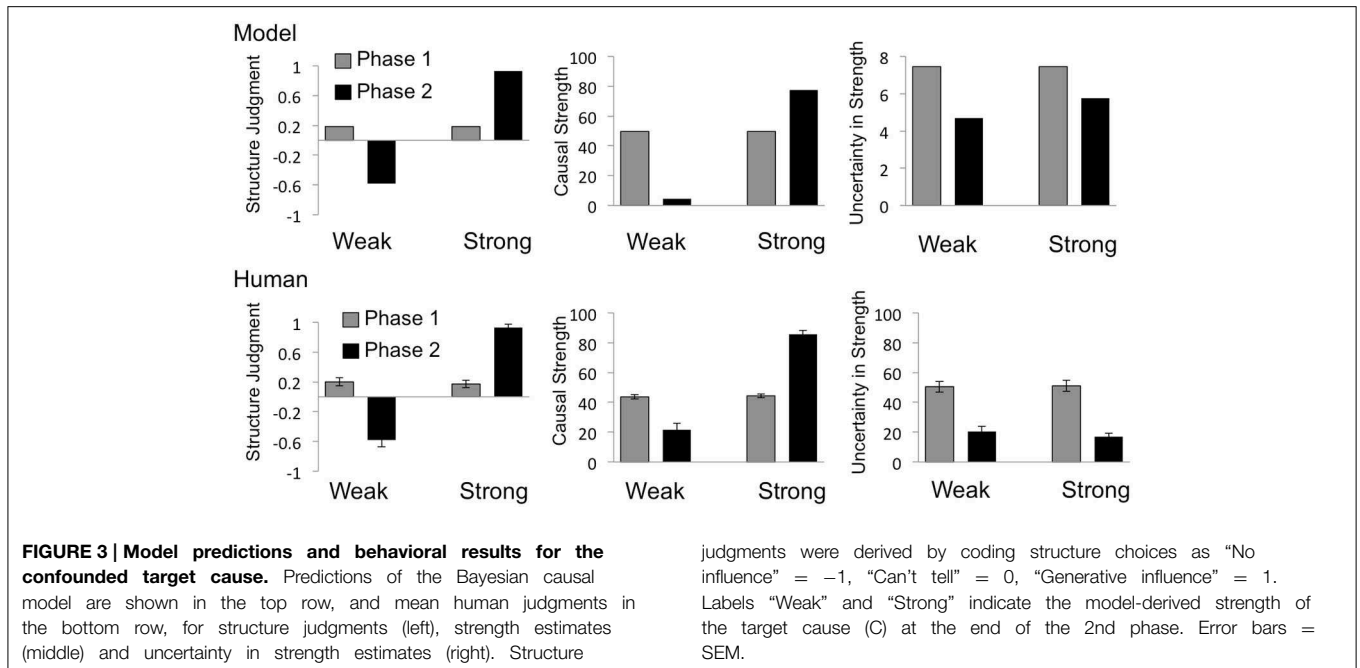 Model
Structure Judgment
1
0.6
0.2
-0.2
-0.6
-1
Phase 1
Phase 2
Weak Strong
Causal Strength
100
80
60
40
20
0
Weak Strong
Uncertainty in Strength
8
6
4
2
0
Weak Strong
Human
Structure Judgment
1
0.6
0.2
-0.2
-0.6
-1
Phase 1
Phase 2
Weak Strong
Causal Strength
100
80
60
40
20
0
Weak Strong
Uncertainty in Strength
100
80
60
40
20
0
Weak Strong
FIGURE 3 | Model predictions and behavioral results for the
confounded target cause. Predictions of the Bayesian causal
model are shown in the top row, and mean human judgments in
the bottom row, for structure judgments (left), strength estimates
(middle) and uncertainty in strength estimates (right). Structure
judgments were derived by coding structure choices as “No
influence” = −1, “Can’t tell” = 0, “Generative influence” = 1.
Labels “Weak” and “Strong” indicate the model-derived strength of
the target cause (C) at the end of the 2nd phase. Error bars =
SEM.